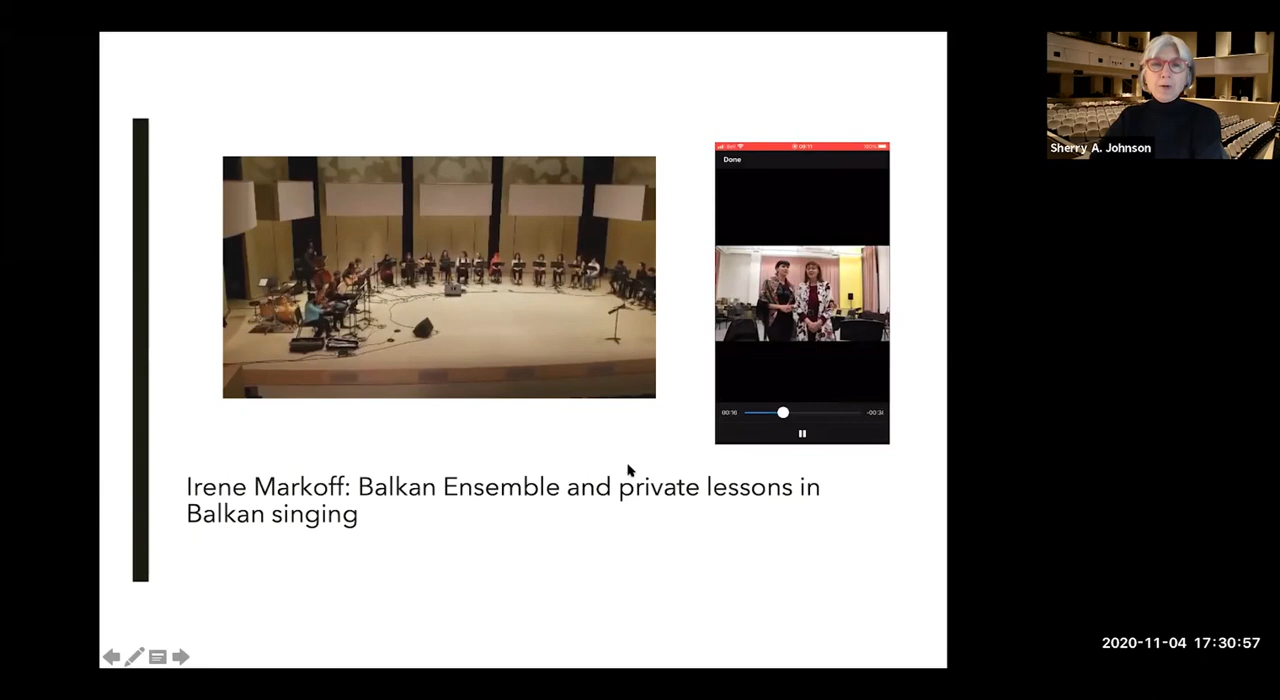 Sherry A. Johnson
Done
Irene Markoff: Balkan Ensemble and private lessons in
Balkan singing
2020-11-04 17:30:57